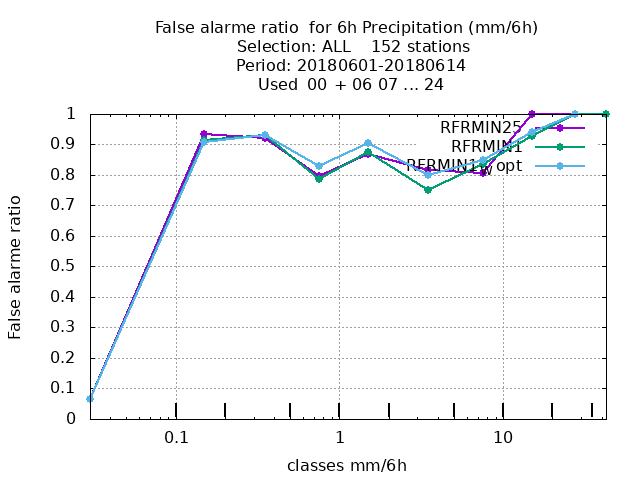 False alarme ratio  for 6h Precipitation (mm/6h)
Selection: ALL    152 stations
Period: 20180601-20180614
Used  00  + 06 07 ... 24
1
0.9
0.8
0.7
0.6
0.5
0.4
0.3
0.2
0.1
0
False alarme ratio
RFRMIN25
RFRMIN1
RFRMIN1_W opt
0.1
1
10
classes mm/6h